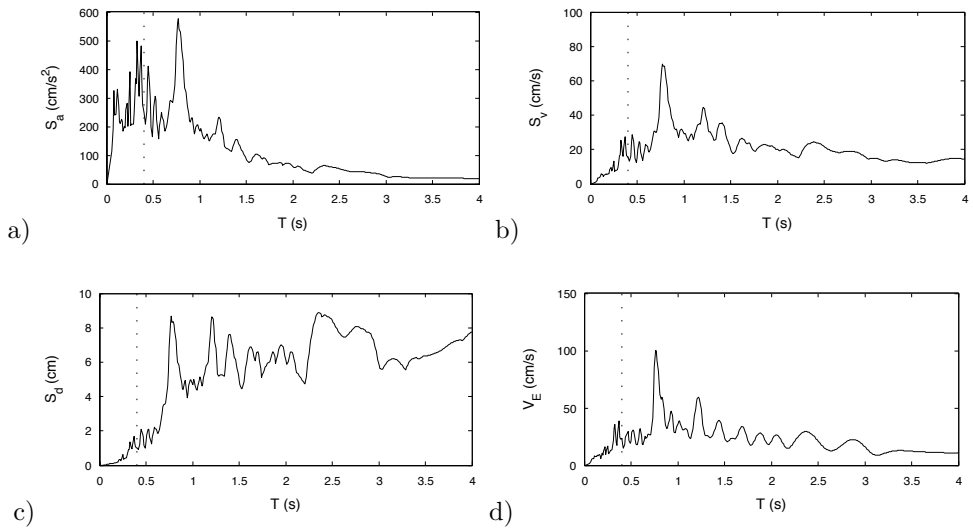 600
500
400
300
200
100
0
S_a (cm/s²)
0 0.5 1 1.5 2 2.5 3 3.5 4
T (s)
a)
100
80
60
40
20
0
S_v (cm/s)
0 0.5 1 1.5 2 2.5 3 3.5 4
T (s)
b)
10
8
6
4
2
0
S_d (cm)
0 0.5 1 1.5 2 2.5 3 3.5 4
T (s)
c)
150
100
50
0
V_E (cm/s)
0 0.5 1 1.5 2 2.5 3 3.5 4
T (s)
d)